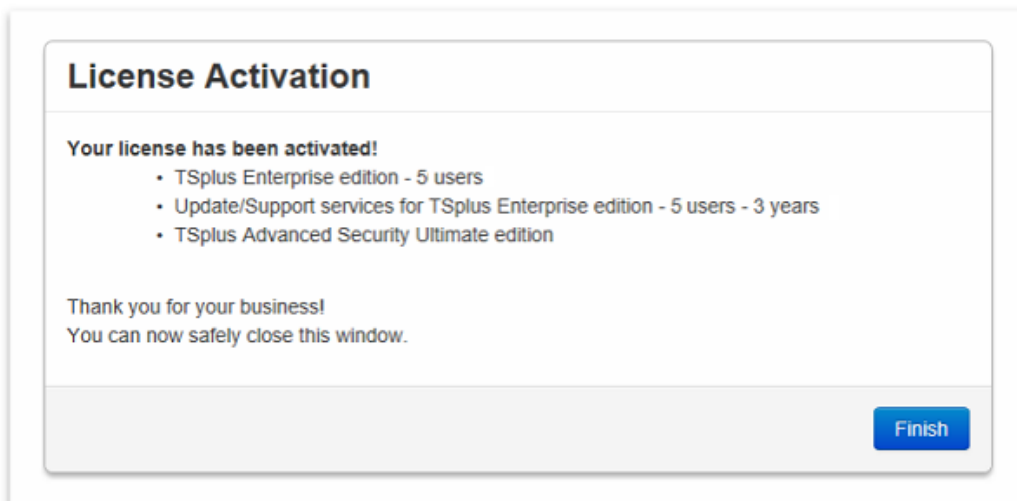 License Activation
Your license has been activated!
• TSplus Enterprise edition - 5 users
• Update/Support services for TSplus Enterprise edition - 5 users - 3 years
• TSplus Advanced Security Ultimate edition
Thank you for your business!
You can now safely close this window.
Finish